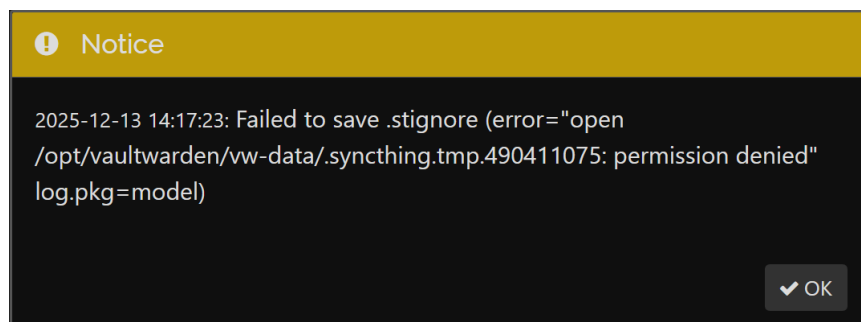 Notice
2025-12-13 14:17:23: Failed to save .stignore (error="open
/opt/vaultwarden/vw-data/.syncthing.tmp.490411075: permission denied"
log.pkg=model)
OK